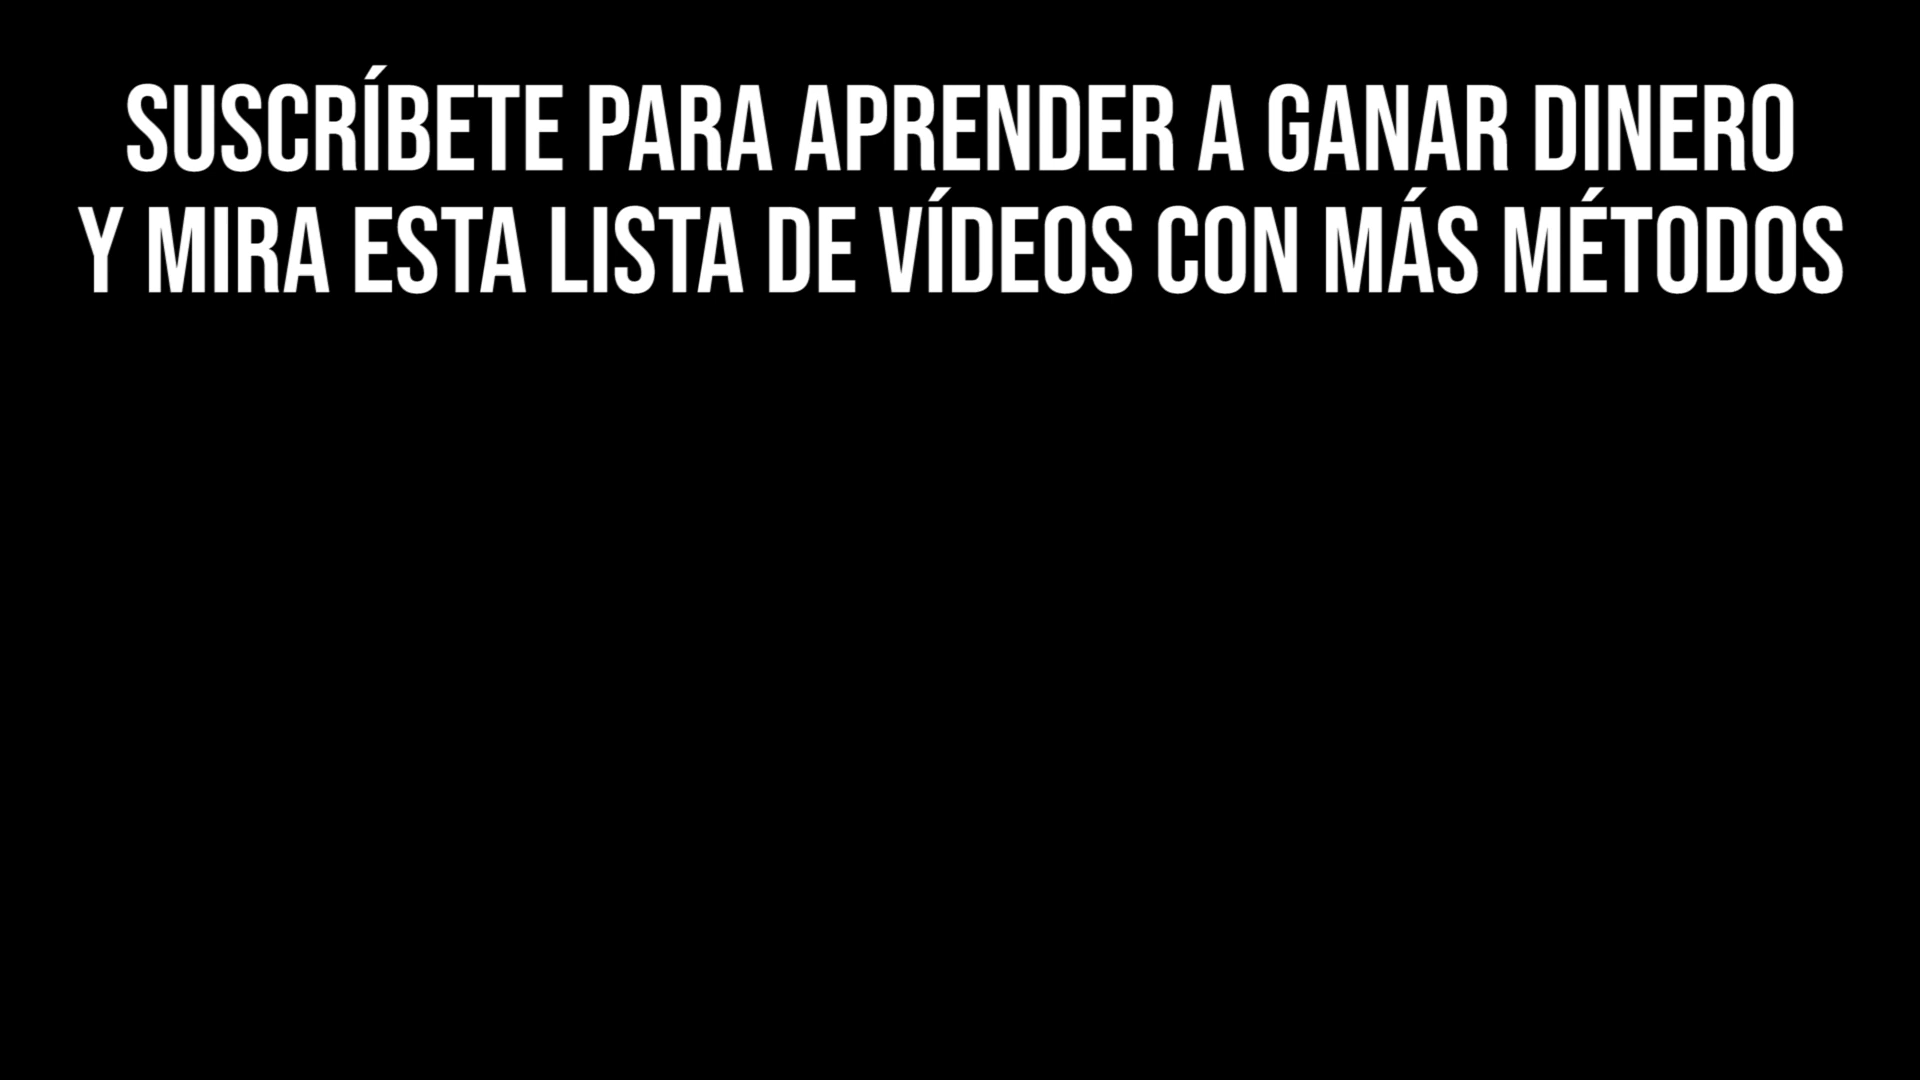 SUSCRÍBETE PARA APRENDER A GANAR DINERO
Y MIRA ESTA LISTA DE VÍDEOS CON MÁS MÉTODOS